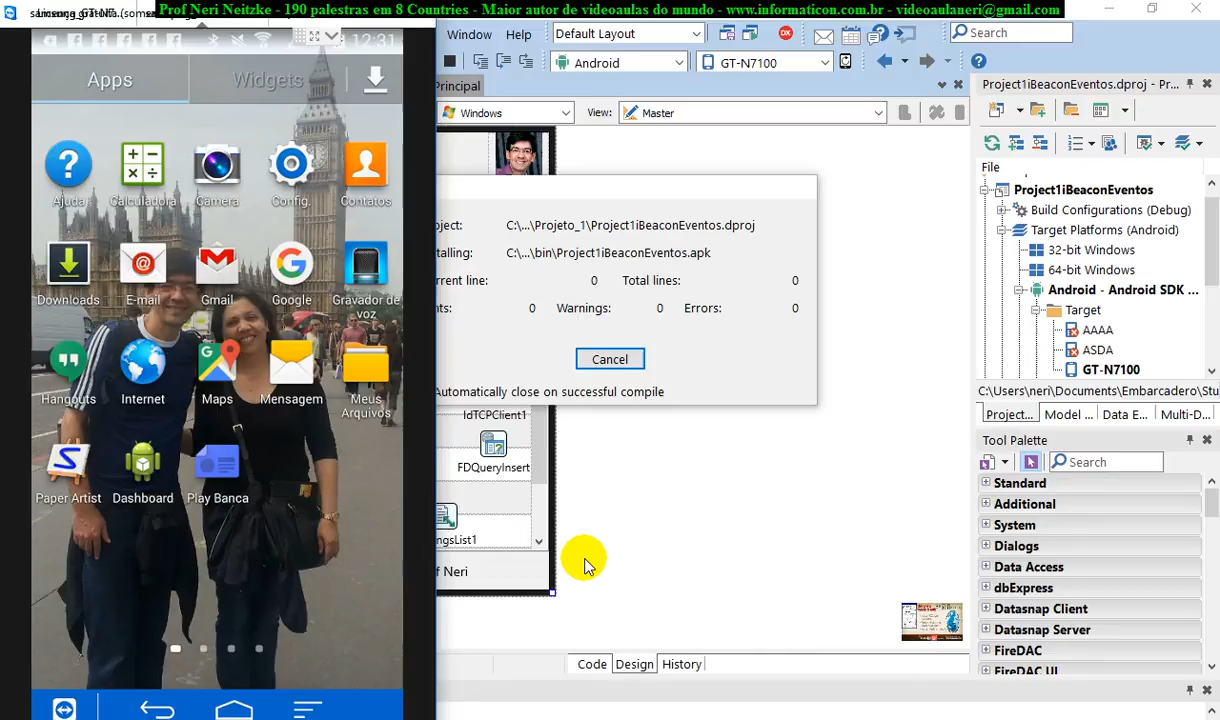 Prof Neri Neitzke - 190 palestras em 8 Countries - Maior autor de videoaulas do mundo - www.informaticon.com.br - videoaulaneri@gmail.com
12:31
Apps
Widgets
Ajuda
Calculadora
Câmera
Config.
Contatos
Downloads
E-mail
Gmail
Google
Gravador de voz
Hangouts
Internet
Maps
Mensagem
Meus Arquivos
Paper Artist
Dashboard
Play Banca
Window
Help
Default Layout
Search
Android
GT-N7100
Principal
Windows
View:
Master
oject:
C:\...\Projeto_1\Project1iBeaconEventos.dproj
talling:
C:\...\bin\Project1iBeaconEventos.apk
rrent line:
0
Total lines:
0
nts:
0
Warnings:
0
Errors:
0
Cancel
Automatically close on successful compile
IdTCPClient1
FDQueryInsert
ngsList1
f Neri
Code
Design
History
Project1iBeaconEventos.dproj - Pr...
File
Project1iBeaconEventos
Build Configurations (Debug)
Target Platforms (Android)
32-bit Windows
64-bit Windows
Android - Android SDK ...
Target
AAAA
ASDA
GT-N7100
C:\Users\neri\Documents\Embarcadero\Stu
Project...
Model ...
Data E...
Multi-D...
Tool Palette
Search
Standard
Additional
System
Dialogs
Data Access
dbExpress
Datasnap Client
Datasnap Server
FireDAC
FireDAC UI